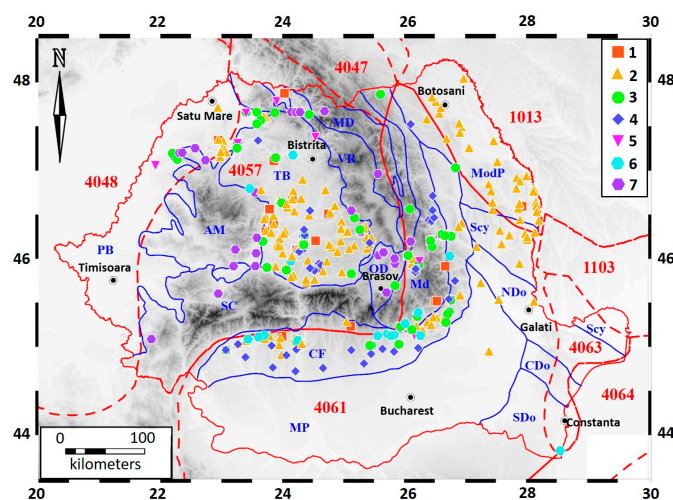 20 22 24 26 28 30
N
48
48
4047
Botosani
Satu Mare
MD
1013
Bistrita
VR
4057
TB
ModP
4048
AM
Scy
PB
46
46
1103
Timisoara
OD
Brasov
Md
NDo
SC
Galati
Scy
CF
CDo
4063
4064
4061
SDo
Bucharest
Constanta
MP
44
44
0 100
kilometers
20 22 24 26 28 30
1
2
3
4
5
6
7